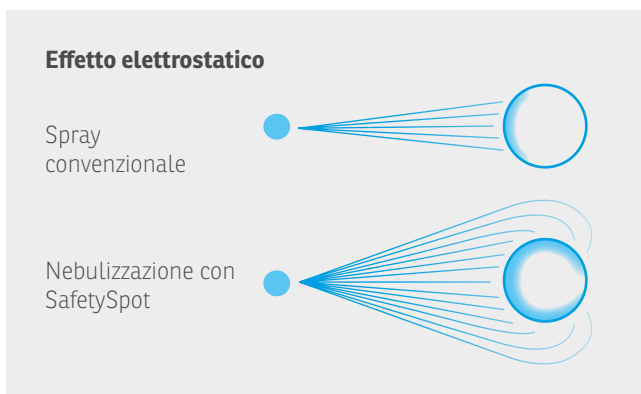 Effetto elettrostatico
Spray
convenzionale
Nebulizzazione con
SafetySpot